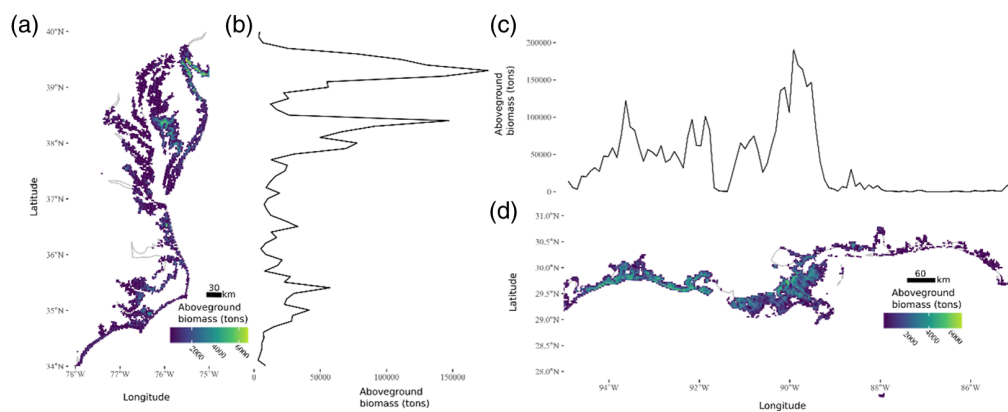 (a)
40°N
39°N
38°N
37°N
36°N
35°N
34°N
Latitude
78°W 77°W 76°W 75°W
Longitude
30
km
Aboveground
biomass (tons)
2000 4000 6000
(b)
0 50000 100000 150000
Aboveground
biomass (tons)
(c)
200000
150000
100000
50000
0
Aboveground
biomass (tons)
(d)
31.0°N
30.5°N
30.0°N
29.5°N
29.0°N
28.5°N
28.0°N
Latitude
94°W 92°W 90°W 88°W 86°W
Longitude
60
km
Aboveground
biomass (tons)
2000 4000 6000